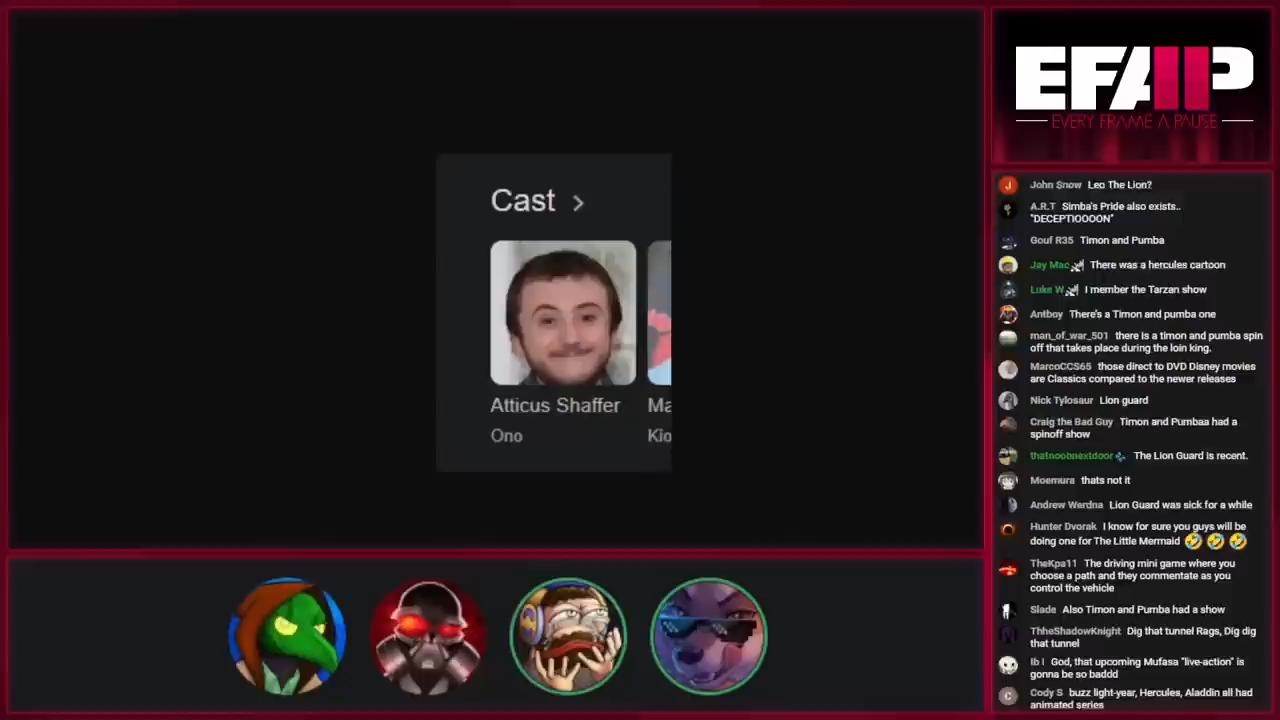 Cast >
Atticus Shaffer
Ma
Ono
Kio
EFAP
EVERY FRAME A PAUSE
John Snow Leo The Lion?
A.R.T Simba's Pride also exists..
"DECEPTIOOOON"
Gouf R35 Timon and Pumba
Jay Mac There was a hercules cartoon
Luke W I member the Tarzan show
Antboy There's a Timon and pumba one
man_of_war_501 there is a timon and pumba spin
off that takes place during the loin king.
MarcoCCS65 those direct to DVD Disney movies
are Classics compared to the newer releases
Nick Tylosaur Lion guard
Craig the Bad Guy Timon and Pumbaa had a
spinoff show
thatnoobnextdoor The Lion Guard is recent.
Moemura thats not it
Andrew Werdna Lion Guard was sick for a while
Hunter Dvorak I know for sure you guys will be
doing one for The Little Mermaid 🤣 🤣 🤣
TheKpa11 The driving mini game where you
choose a path and they commentate as you
control the vehicle
Slade Also Timon and Pumba had a show
ThheShadowKnight Dig that tunnel Rags, Dig dig
that tunnel
Ib I God, that upcoming Mufasa "live-action" is
gonna be so baddd
Cody S buzz light-year, Hercules, Aladdin all had
animated series